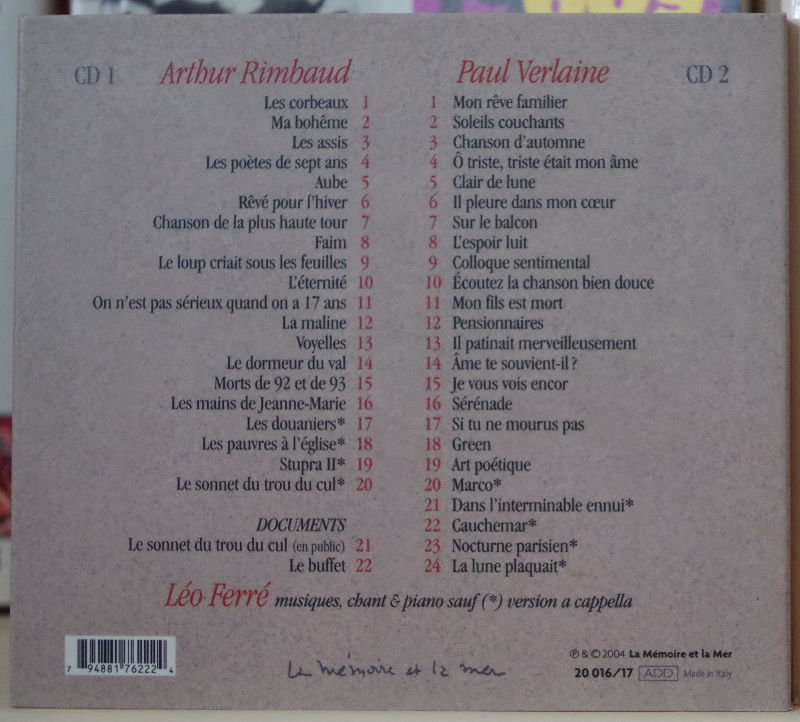 CD 1 Arthur Rimbaud
Les corbeaux 1
Ma bohême 2
Les assis 3
Les poètes de sept ans 4
Aube 5
Rêvé pour l'hiver 6
Chanson de la plus haute tour 7
Faim 8
Le loup criait sous les feuilles 9
L'éternité 10
On n'est pas sérieux quand on a 17 ans 11
La maline 12
Voyelles 13
Le dormeur du val 14
Morts de 92 et de 93 15
Les mains de Jeanne-Marie 16
Les douaniers* 17
Les pauvres à l'église* 18
Stupra II* 19
Le sonnet du trou du cul* 20
DOCUMENTS
Le sonnet du trou du cul (en public) 21
Le buffet 22
Paul Verlaine CD 2
1 Mon rêve familier
2 Soleils couchants
3 Chanson d'automne
4 Ô triste, triste était mon âme
5 Clair de lune
6 Il pleure dans mon cœur
7 Sur le balcon
8 L'espoir luit
9 Colloque sentimental
10 Écoutez la chanson bien douce
11 Mon fils est mort
12 Pensionnaires
13 Il patinait merveilleusement
14 Âme te souvient-il ?
15 Je vous vois encor
16 Sérénade
17 Si tu ne mourus pas
18 Green
19 Art poétique
20 Marco*
21 Dans l'interminable ennui*
22 Cauchemar*
23 Nocturne parisien*
24 La lune plaquait*
Léo Ferré musiques, chant & piano sauf (*) version a cappella
7 94881 76222 4
La mémoire et la mer
℗ & © 2004 La Mémoire et la Mer
20 016/17 ADD Made in Italy